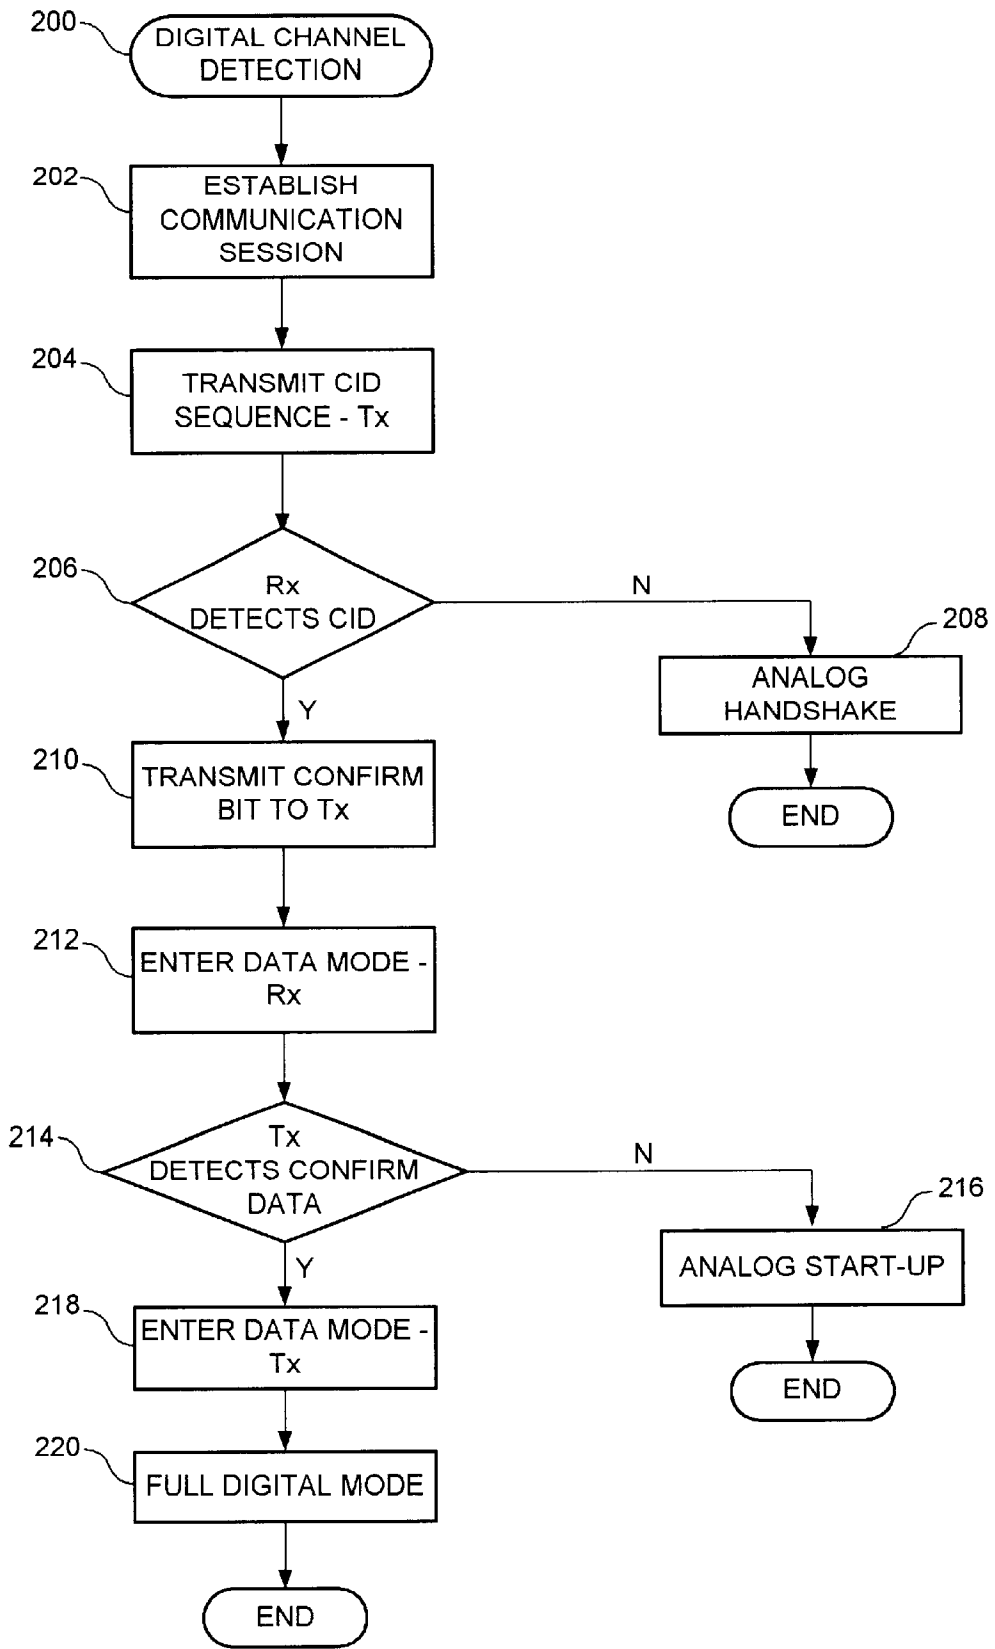 200
DIGITAL CHANNEL
DETECTION
202
ESTABLISH
COMMUNICATION
SESSION
204
TRANSMIT CID
SEQUENCE - Tx
206
Rx
DETECTS CID
N
208
ANALOG
HANDSHAKE
END
Y
210
TRANSMIT CONFIRM
BIT TO Tx
212
ENTER DATA MODE -
Rx
214
Tx
DETECTS CONFIRM
DATA
N
216
ANALOG START-UP
END
Y
218
ENTER DATA MODE -
Tx
220
FULL DIGITAL MODE
END